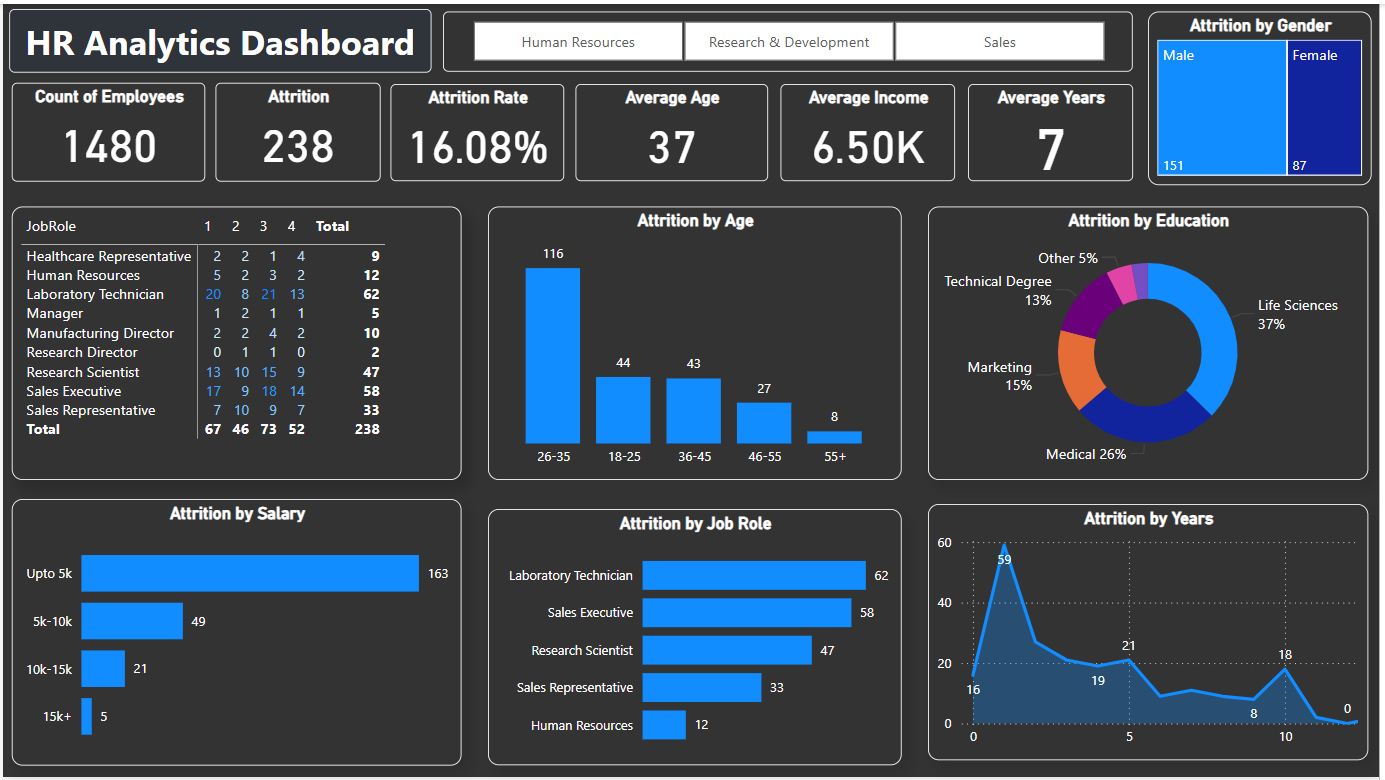 HR Analytics Dashboard
Human Resources
Research & Development
Sales
Attrition by Gender
Male
Female
151
87
Count of Employees
1480
Attrition
238
Attrition Rate
16.08%
Average Age
37
Average Income
6.50K
Average Years
7
JobRole 1 2 3 4 Total
Healthcare Representative 2 2 1 4 9
Human Resources 5 2 3 2 12
Laboratory Technician 20 8 21 13 62
Manager 1 2 1 1 5
Manufacturing Director 2 2 4 2 10
Research Director 0 1 1 0 2
Research Scientist 13 10 15 9 47
Sales Executive 17 9 18 14 58
Sales Representative 7 10 9 7 33
Total 67 46 73 52 238
Attrition by Age
116
44
43
27
8
26-35 18-25 36-45 46-55 55+
Attrition by Education
Other 5%
Technical Degree
13%
Life Sciences
37%
Marketing
15%
Medical 26%
Attrition by Salary
Upto 5k 163
5k-10k 49
10k-15k 21
15k+ 5
Attrition by Job Role
Laboratory Technician 62
Sales Executive 58
Research Scientist 47
Sales Representative 33
Human Resources 12
Attrition by Years
60
59
40
21
20
18
19
16
8
0
0
0 5 10